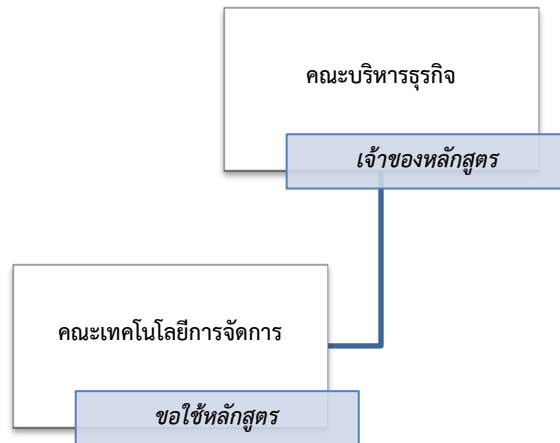 คณะบริหารธุรกิจ
เจ้าของหลักสูตร
คณะเทคโนโลยีการจัดการ
ขอใช้หลักสูตร